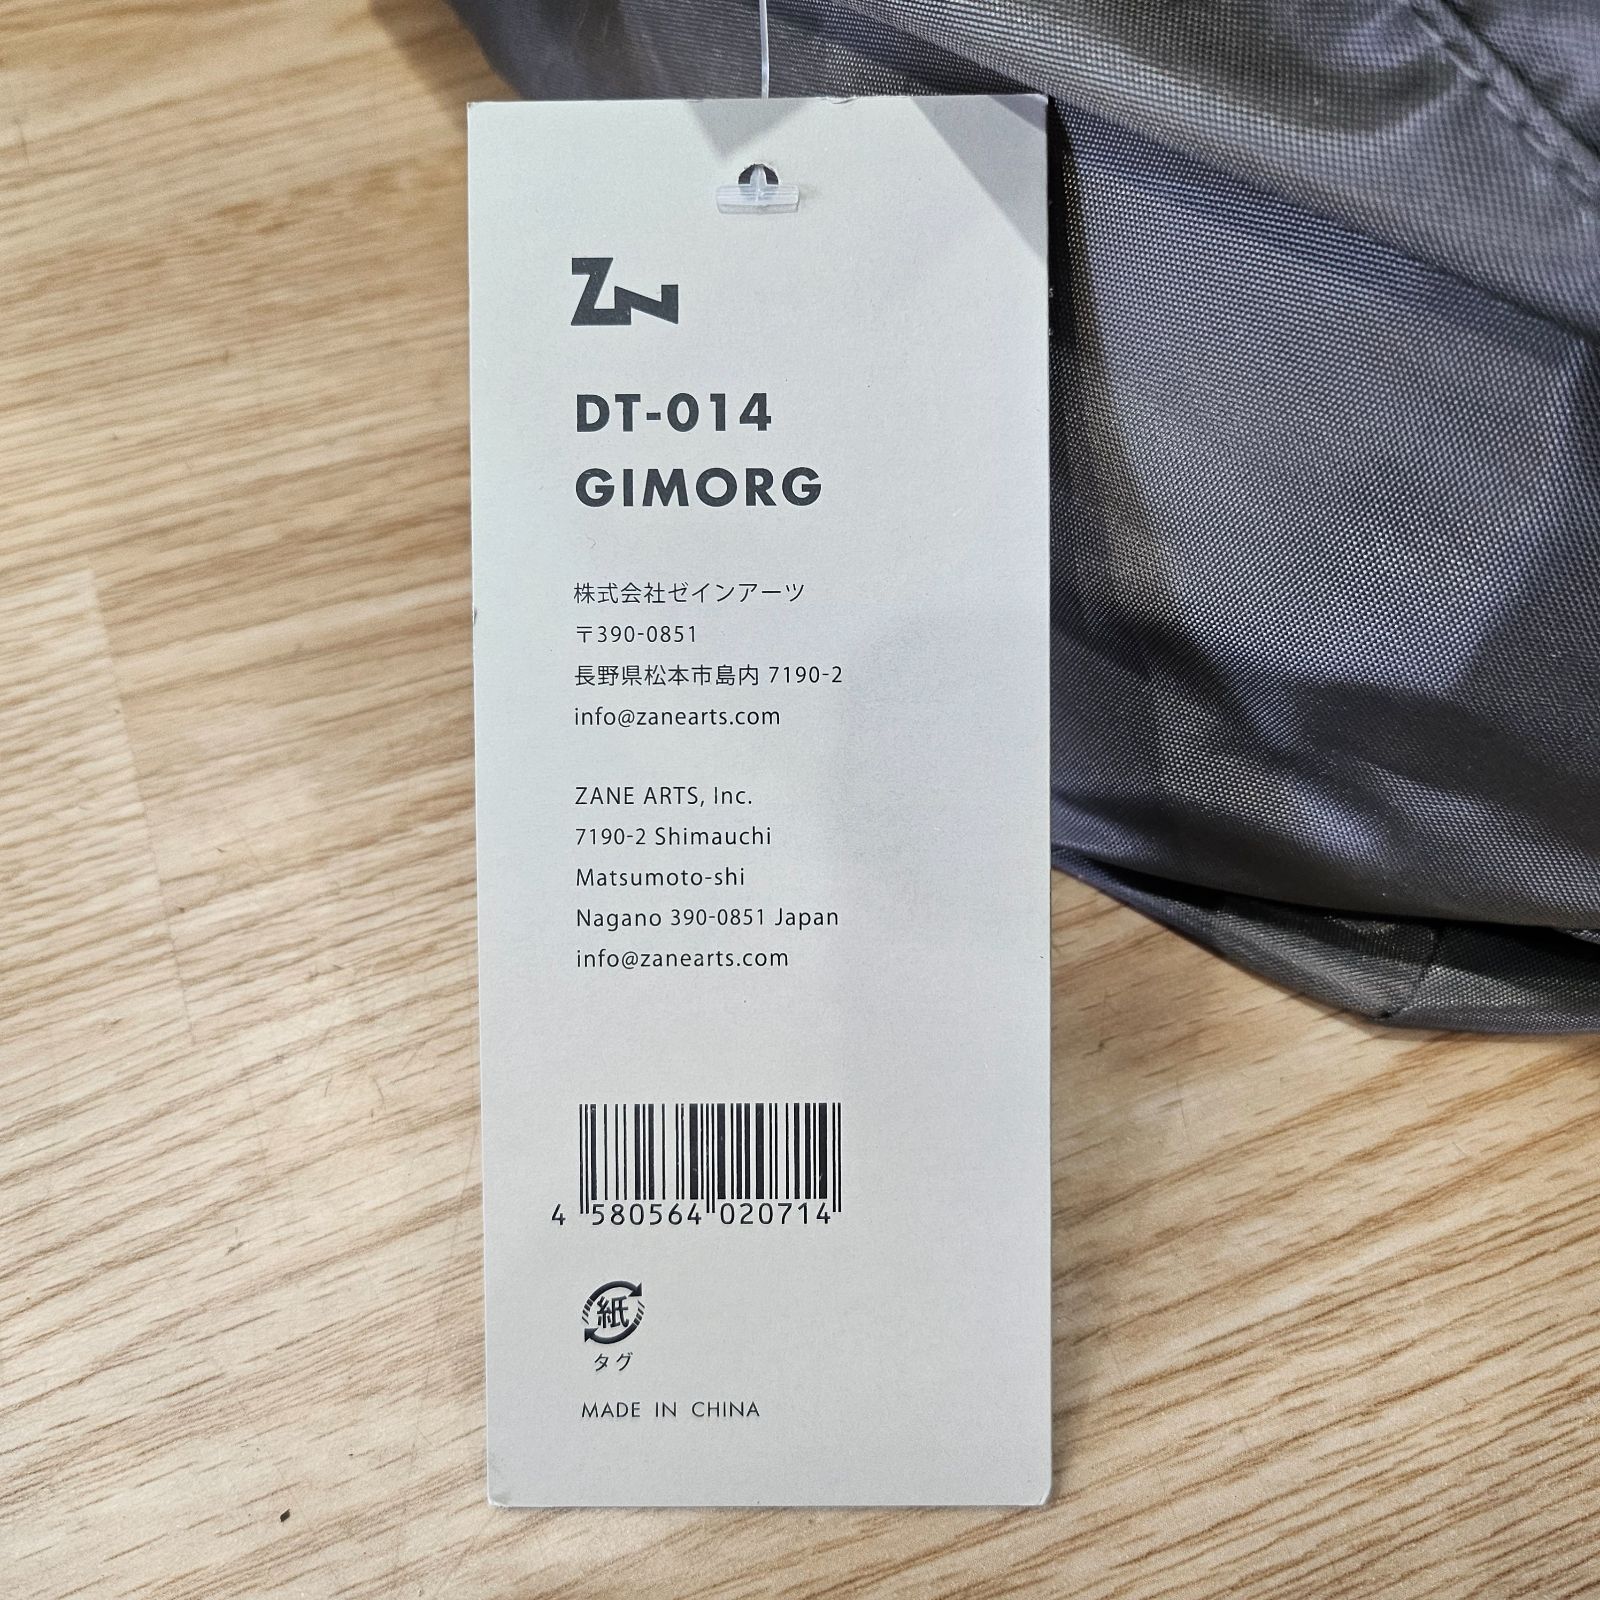 ZN
DT-014
GIMORG
株式会社ゼインアーツ
〒390-0851
長野県松本市島内 7190-2
info@zanearts.com
ZANE ARTS, Inc.
7190-2 Shimauchi
Matsumoto-shi
Nagano 390-0851 Japan
info@zanearts.com
4 580564 020714
紙
タグ
MADE IN CHINA